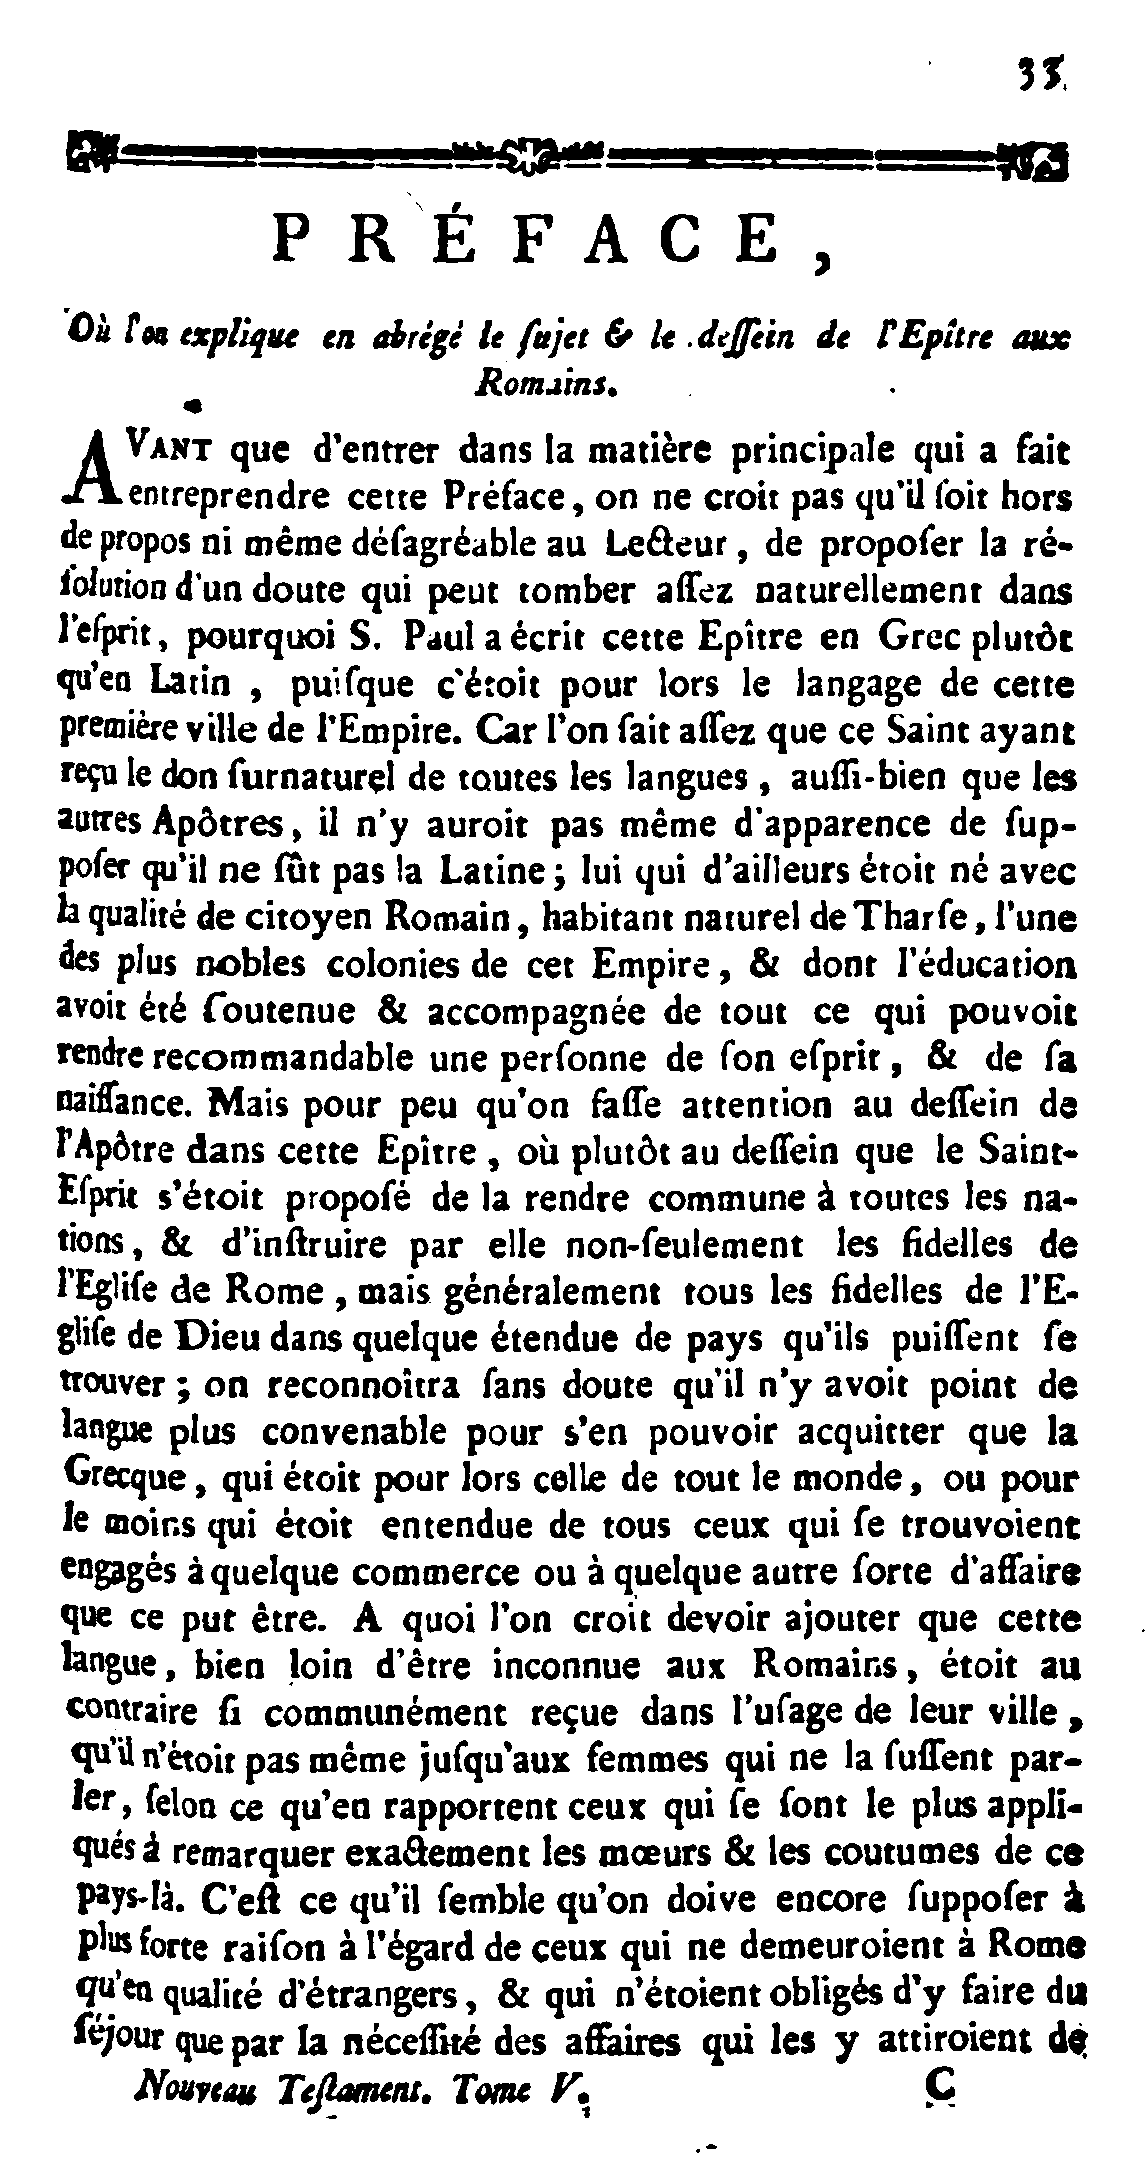 33
PRÉFACE,
Où l'on explique en abrégé le ſujet & le deſſein de l'Epître aux
Romains.
AVANT que d'entrer dans la matière principale qui a fait
entreprendre cette Préface, on ne croit pas qu'il ſoit hors
de propos ni même déſagréable au Lecteur, de propoſer la ré-
ſolution d'un doute qui peut tomber aſſez naturellement dans
l'eſprit, pourquoi S. Paul a écrit cette Epître en Grec plutôt
qu'en Latin, puiſque c'étoit pour lors le langage de cette
première ville de l'Empire. Car l'on ſait aſſez que ce Saint ayant
reçu le don ſurnaturel de toutes les langues, auſſi-bien que les
autres Apôtres, il n'y auroit pas même d'apparence de ſup-
poſer qu'il ne ſût pas la Latine; lui qui d'ailleurs étoit né avec
la qualité de citoyen Romain, habitant naturel de Tharſe, l'une
des plus nobles colonies de cet Empire, & dont l'éducation
avoit été ſoutenue & accompagnée de tout ce qui pouvoit
rendre recommandable une perſonne de ſon eſprit, & de ſa
naiſſance. Mais pour peu qu'on faſſe attention au deſſein de
l'Apôtre dans cette Epître, où plutôt au deſſein que le Saint-
Eſprit s'étoit propoſé de la rendre commune à toutes les na-
tions, & d'inſtruire par elle non-ſeulement les fidelles de
l'Egliſe de Rome, mais généralement tous les fidelles de l'E-
gliſe de Dieu dans quelque étendue de pays qu'ils puiſſent ſe
trouver; on reconnoîtra ſans doute qu'il n'y avoit point de
langue plus convenable pour s'en pouvoir acquitter que la
Grecque, qui étoit pour lors celle de tout le monde, ou pour
le moins qui étoit entendue de tous ceux qui ſe trouvoient
engagés à quelque commerce ou à quelque autre ſorte d'affaire
que ce put être. A quoi l'on croit devoir ajouter que cette
langue, bien loin d'être inconnue aux Romains, étoit au
contraire ſi communément reçue dans l'uſage de leur ville,
qu'il n'étoit pas même juſqu'aux femmes qui ne la ſuſſent par-
ler, ſelon ce qu'en rapportent ceux qui ſe ſont le plus appli-
qués à remarquer exactement les mœurs & les coutumes de ce
pays-là. C'eſt ce qu'il ſemble qu'on doive encore ſuppoſer à
plus forte raiſon à l'égard de ceux qui ne demeuroient à Rome
qu'en qualité d'étrangers, & qui n'étoient obligés d'y faire du
ſéjour que par la néceſſité des affaires qui les y attiroient de
Nouveau Teſtament. Tome V. C